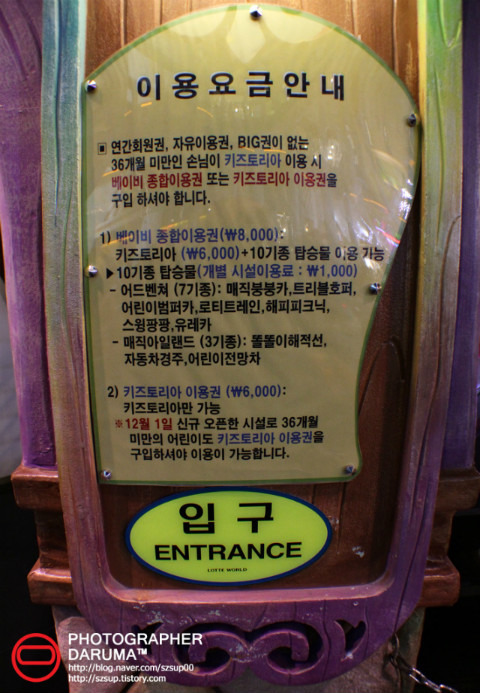 이용요금안내
▣ 연간회원권, 자유이용권, BIG권이 없는
36개월 미만인 손님이 키즈토리아 이용 시
베이비 종합이용권 또는 키즈토리아 이용권을
구입 하셔야 합니다.
1) 베이비 종합이용권(₩8,000):
키즈토리아 (₩6,000)+10기종 탑승물 이용 가능
▶10기종 탑승물(개별 시설이용료 : ₩1,000)
- 어드벤쳐 (7기종): 매직붕붕카,트리블호퍼,
어린이범퍼카,로티트레인,해피피크닉,
스윙팡팡,유레카
- 매직아일랜드 (3기종): 똘똘이해적선,
자동차경주,어린이전망차
2) 키즈토리아 이용권 (₩6,000):
키즈토리아만 가능
※12월 1일 신규 오픈한 시설로 36개월
미만의 어린이도 키즈토리아 이용권을
구입하셔야 이용이 가능합니다.
입구
ENTRANCE
LOTTE WORLD
PHOTOGRAPHER
DARUMA™
http://blog.naver.com/szsup00
http://szsup.tistory.com